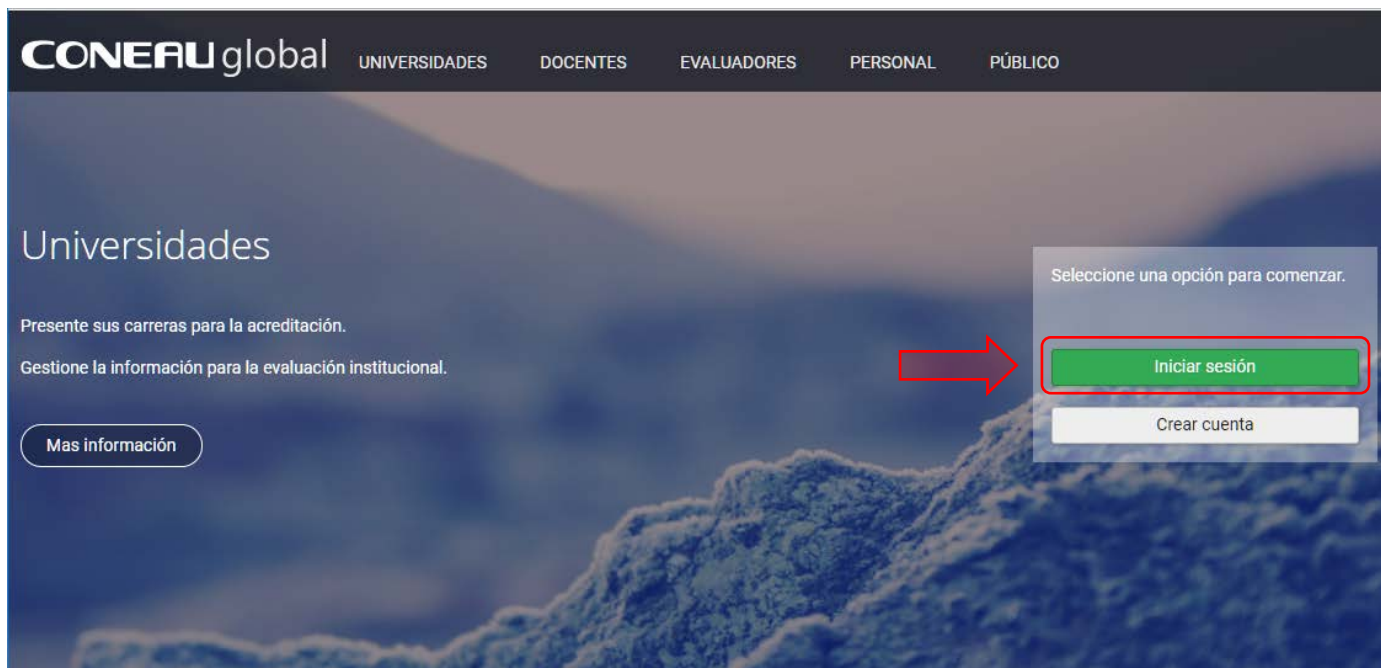 CONEAU global UNIVERSIDADES DOCENTES EVALUADORES PERSONAL PÚBLICO
Universidades
Presente sus carreras para la acreditación.
Gestione la información para la evaluación institucional.
Mas información
Seleccione una opción para comenzar.
Iniciar sesión
Crear cuenta